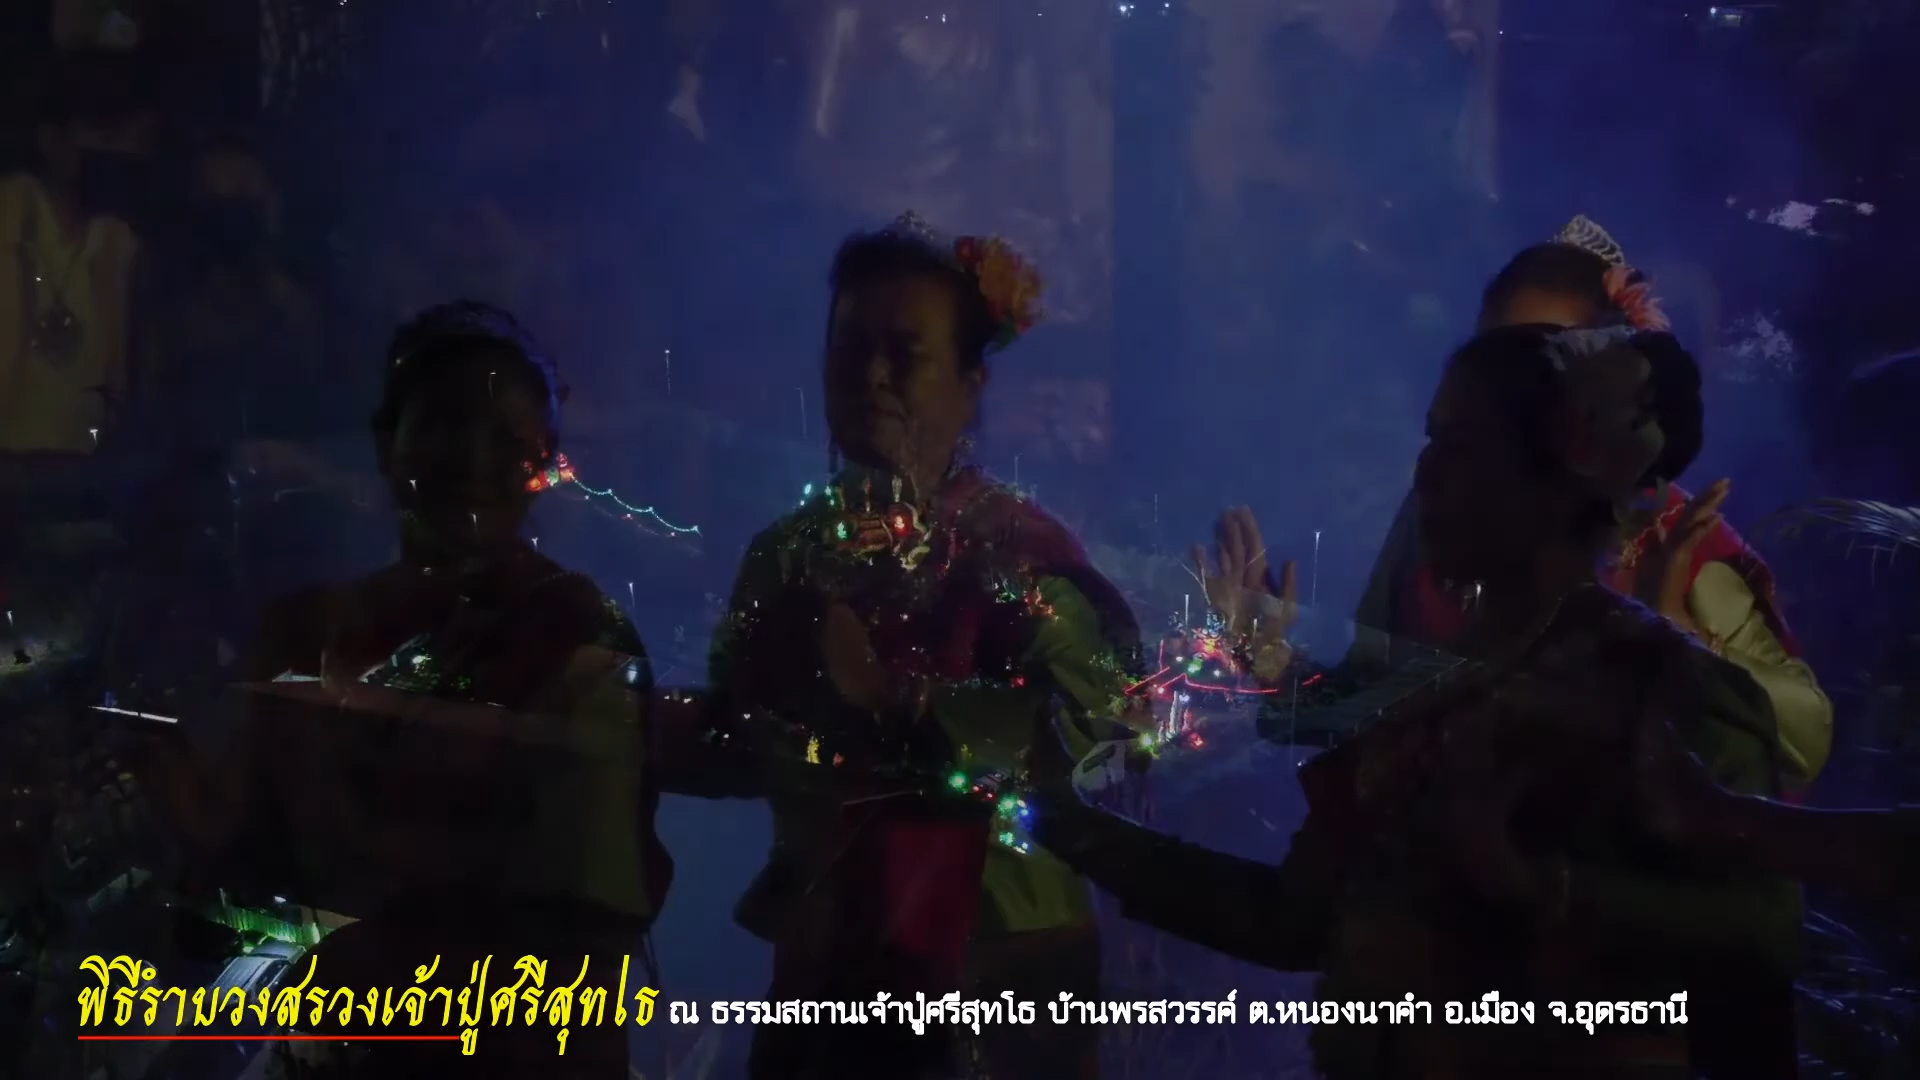 พิธีรำบวงสรวงเจ้าปู่ศรีสุทโธ ณ ธรรมสถานเจ้าปู่ศรีสุทโธ บ้านพรสวรรค์ ต.หนองนาคำ อ.เมือง จ.อุดรธานี